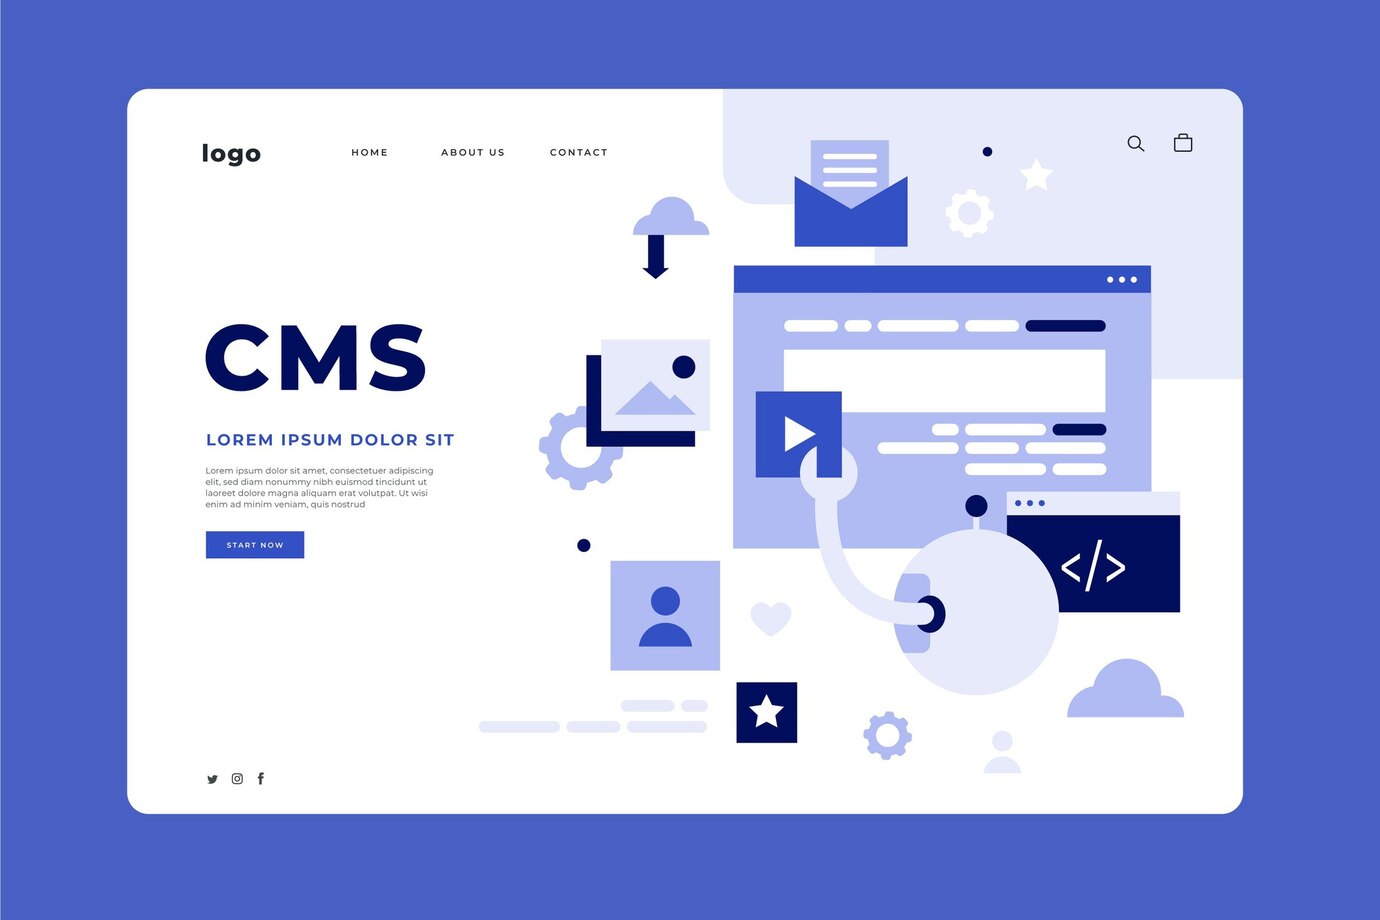 logo
HOME
ABOUT US
CONTACT
CMS
LOREM IPSUM DOLOR SIT
Lorem ipsum dolor sit amet, consectetuer adipiscing
elit, sed diam nonummy nibh euismod tincidunt ut
laoreet dolore magna aliquam erat volutpat. Ut wisi
enim ad minim veniam, quis nostrud
START NOW
</>